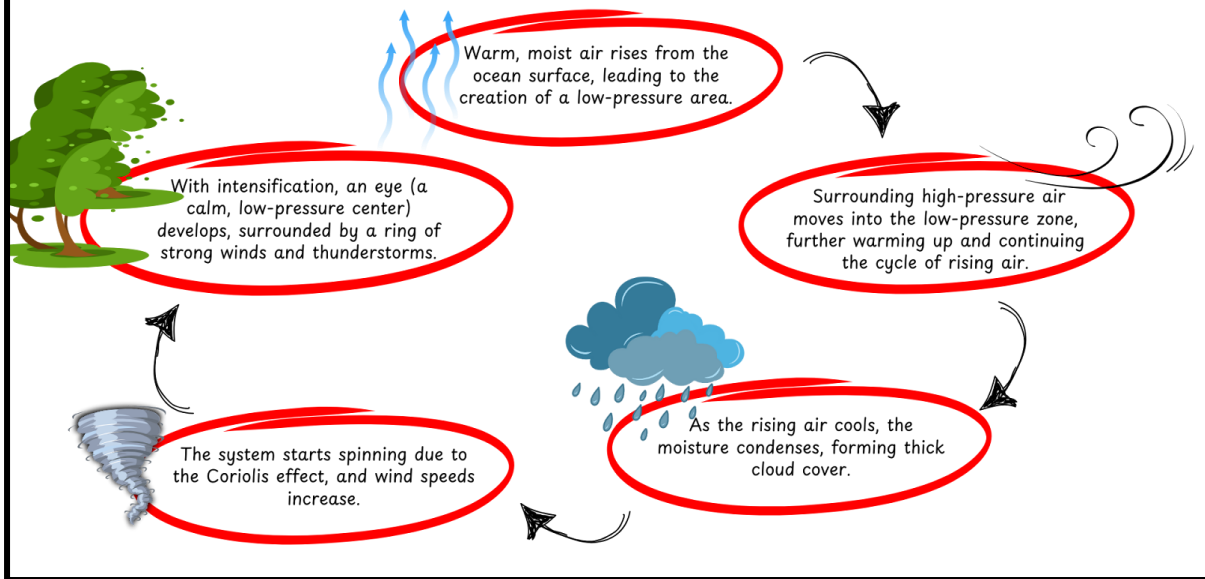 Warm, moist air rises from the
ocean surface, leading to the
creation of a low-pressure area.
Surrounding high-pressure air
moves into the low-pressure zone,
further warming up and continuing
the cycle of rising air.
As the rising air cools, the
moisture condenses, forming thick
cloud cover.
The system starts spinning due to
the Coriolis effect, and wind speeds
increase.
With intensification, an eye (a
calm, low-pressure center)
develops, surrounded by a ring of
strong winds and thunderstorms.